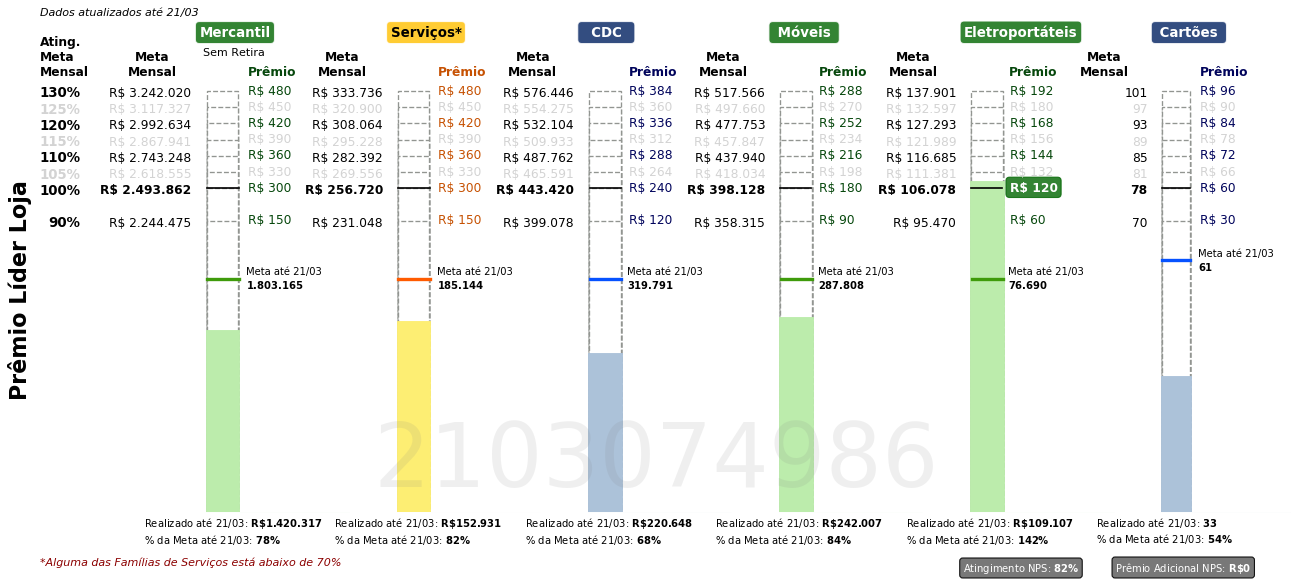 Dados atualizados até 21/03
Mercantil Serviços* CDC Móveis Eletroportáteis Cartões
Sem Retira
Ating. Meta Mensal Meta Mensal Prêmio Meta Mensal Prêmio Meta Mensal Prêmio Meta Mensal Prêmio Meta Mensal Prêmio Meta Mensal Prêmio
130% R$ 3.242.020 R$ 480 R$ 333.736 R$ 480 R$ 576.446 R$ 384 R$ 517.566 R$ 288 R$ 137.901 R$ 192 101 R$ 96
125% R$ 3.117.327 R$ 450 R$ 320.900 R$ 450 R$ 554.275 R$ 360 R$ 497.660 R$ 270 R$ 132.597 R$ 180 97 R$ 90
120% R$ 2.992.634 R$ 420 R$ 308.064 R$ 420 R$ 532.104 R$ 336 R$ 477.753 R$ 252 R$ 127.293 R$ 168 93 R$ 84
115% R$ 2.867.941 R$ 390 R$ 295.228 R$ 390 R$ 509.933 R$ 312 R$ 457.847 R$ 234 R$ 121.989 R$ 156 89 R$ 78
110% R$ 2.743.248 R$ 360 R$ 282.392 R$ 360 R$ 487.762 R$ 288 R$ 437.940 R$ 216 R$ 116.685 R$ 144 85 R$ 72
105% R$ 2.618.555 R$ 330 R$ 269.556 R$ 330 R$ 465.591 R$ 264 R$ 418.034 R$ 198 R$ 111.381 R$ 132 81 R$ 66
100% R$ 2.493.862 R$ 300 R$ 256.720 R$ 300 R$ 443.420 R$ 240 R$ 398.128 R$ 180 R$ 106.078 R$ 120 78 R$ 60
90% R$ 2.244.475 R$ 150 R$ 231.048 R$ 150 R$ 399.078 R$ 120 R$ 358.315 R$ 90 R$ 95.470 R$ 60 70 R$ 30
Meta até 21/03 Meta até 21/03 Meta até 21/03 Meta até 21/03 Meta até 21/03 Meta até 21/03
1.803.165 185.144 319.791 287.808 76.690 61
Prêmio Líder Loja
2103074986
Realizado até 21/03: R$1.420.317 Realizado até 21/03: R$152.931 Realizado até 21/03: R$220.648 Realizado até 21/03: R$242.007 Realizado até 21/03: R$109.107 Realizado até 21/03: 33
% da Meta até 21/03: 78% % da Meta até 21/03: 82% % da Meta até 21/03: 68% % da Meta até 21/03: 84% % da Meta até 21/03: 142% % da Meta até 21/03: 54%
*Alguma das Famílias de Serviços está abaixo de 70% Atingimento NPS: 82% Prêmio Adicional NPS: R$0